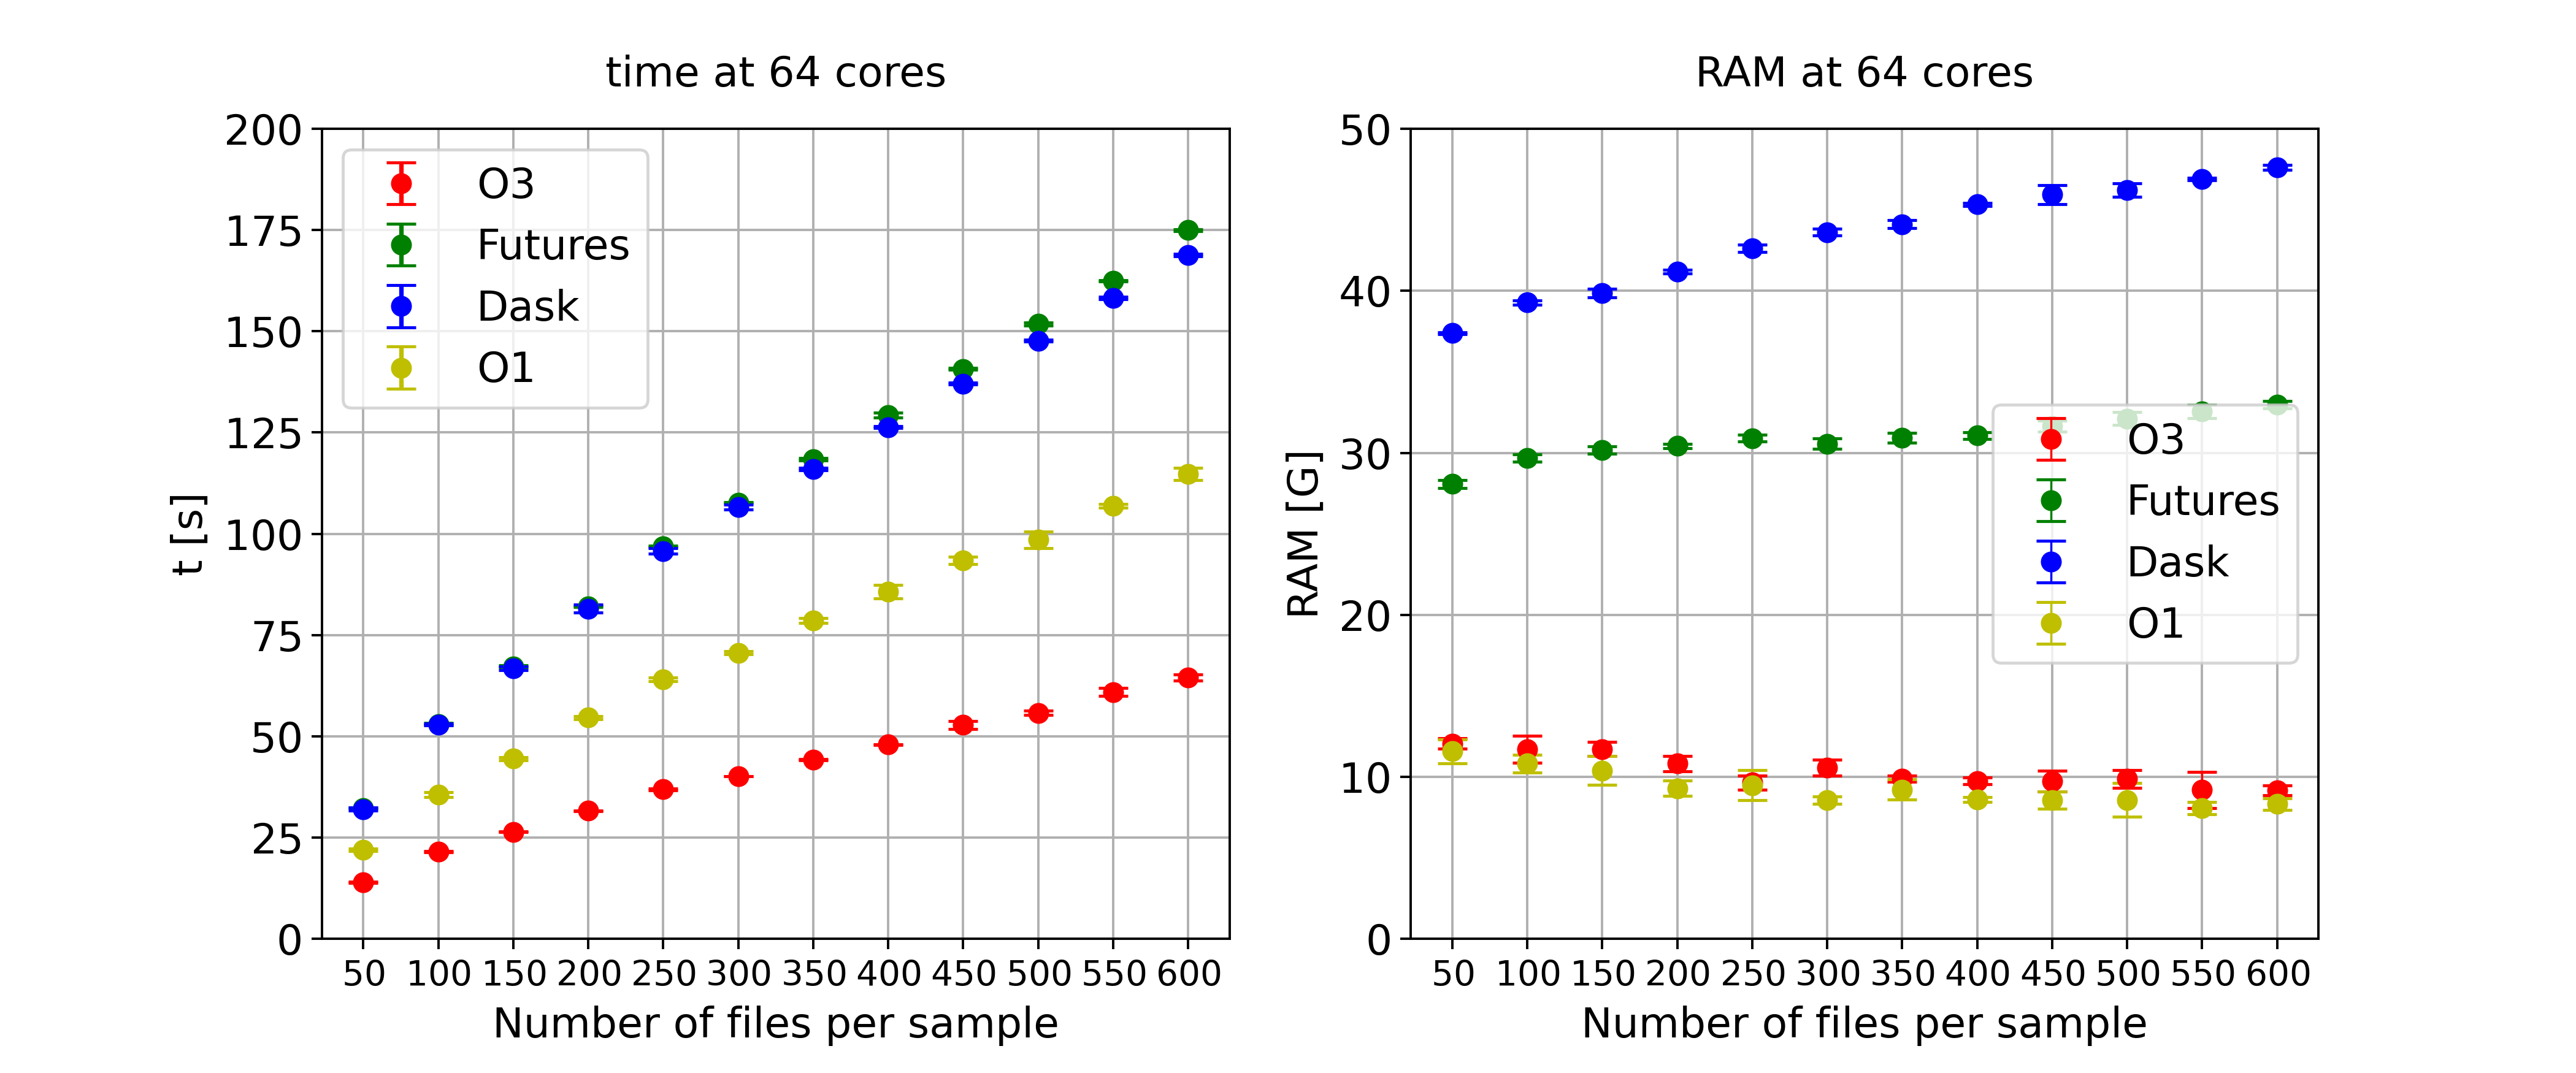 time at 64 cores
200
175
150
125
100
75
50
25
0
t [s]
O3
Futures
Dask
O1
50 100 150 200 250 300 350 400 450 500 550 600
Number of files per sample
RAM at 64 cores
50
40
30
20
10
0
RAM [G]
O3
Futures
Dask
O1
50 100 150 200 250 300 350 400 450 500 550 600
Number of files per sample